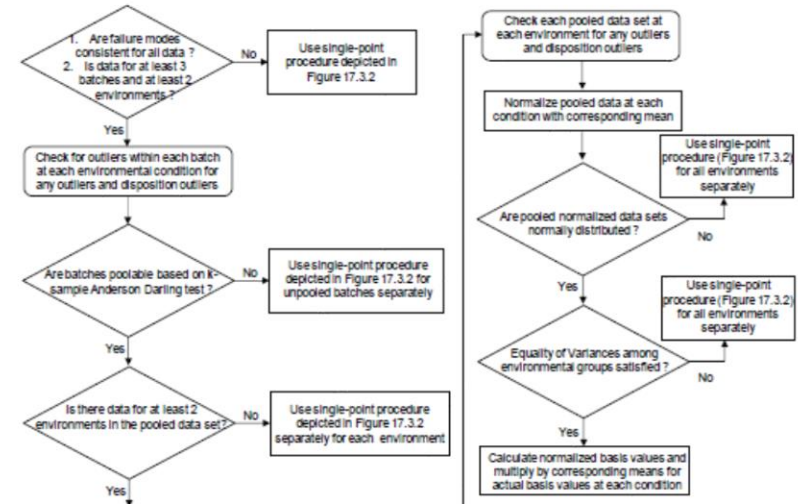 1. Are failure modes
consistent for all data ?
2. Is data for at least 3
batches and at least 2
environments ?
No
Use single-point
procedure depicted in
Figure 17.3.2
Yes
Check for outliers within each batch
at each environmental condition for
any outliers and disposition outliers
Are batches poolable based on k-
sample Anderson Darling test ?
No
Use single-point procedure
depicted in Figure 17.3.2 for
unpooled batches separately
Yes
Is there data for at least 2
environments in the pooled data set?
No
Use single-point procedure
depicted in Figure 17.3.2
separately for each environment
Yes
Check each pooled data set at
each environment for any outliers
and disposition outliers
Normalize pooled data at each
condition with corresponding mean
Are pooled normalized data sets
normally distributed ?
No
Use single-point
procedure (Figure 17.3.2)
for all environments
separately
Yes
Equality of Variances among
environmental groups satisfied ?
No
Use single-point
procedure (Figure 17.3.2)
for all environments
separately
Yes
Calculate normalized basis values and
multiply by corresponding means for
actual basis values at each condition